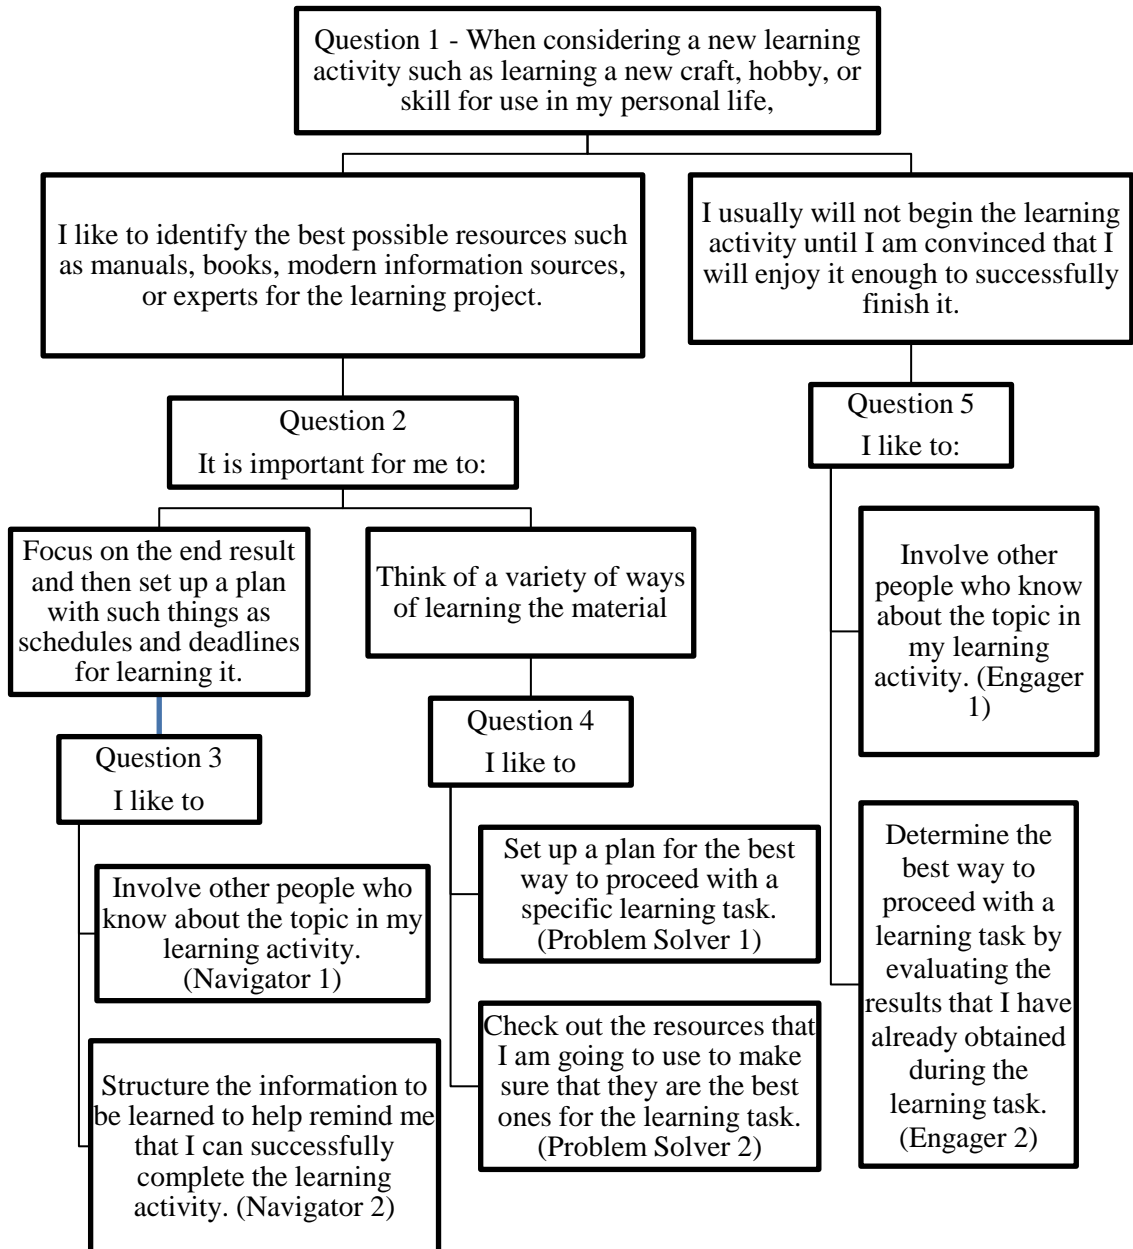 Question 1 - When considering a new learning
activity such as learning a new craft, hobby, or
skill for use in my personal life,
I like to identify the best possible resources such
as manuals, books, modern information sources,
or experts for the learning project.
I usually will not begin the learning
activity until I am convinced that I
will enjoy it enough to successfully
finish it.
Question 2
It is important for me to:
Focus on the end result
and then set up a plan
with such things as
schedules and deadlines
for learning it.
Question 3
I like to
Involve other people who
know about the topic in my
learning activity.
(Navigator 1)
Structure the information to
be learned to help remind me
that I can successfully
complete the learning
activity. (Navigator 2)
Think of a variety of ways
of learning the material
Question 4
I like to
Set up a plan for the best
way to proceed with a
specific learning task.
(Problem Solver 1)
Check out the resources that
I am going to use to make
sure that they are the best
ones for the learning task.
(Problem Solver 2)
Question 5
I like to:
Involve other
people who know
about the topic in
my learning
activity. (Engager
1)
Determine the
best way to
proceed with a
learning task by
evaluating the
results that I have
already obtained
during the
learning task.
(Engager 2)